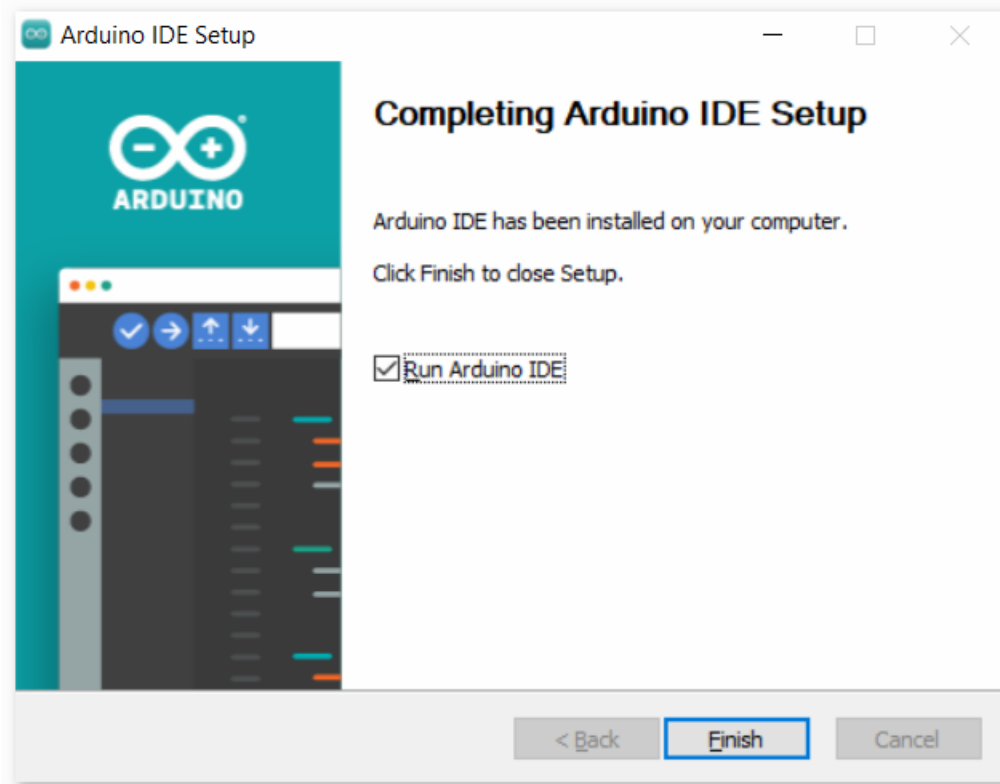 Arduino IDE Setup
ARDUINO
Completing Arduino IDE Setup
Arduino IDE has been installed on your computer.
Click Finish to close Setup.
Run Arduino IDE
< Back
Finish
Cancel